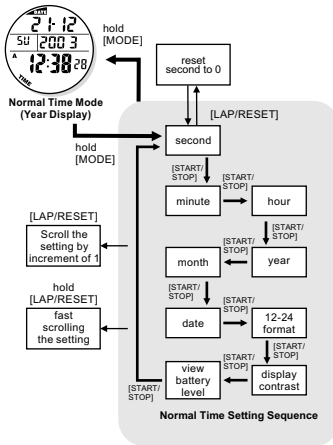 SAFE
21-12
SU 200 3
A 12:38 28
TIME
Normal Time Mode
(Year Display)
hold
[MODE]
hold
[MODE]
reset
second to 0
[LAP/RESET]
second
[START/
STOP]
minute
[START/
STOP]
hour
[START/
STOP]
year
[START/
STOP]
month
[START/
STOP]
date
[START/
STOP]
12-24
format
[START/
STOP]
display
contrast
[START/
STOP]
view
battery
level
[START/
STOP]
[LAP/RESET]
Scroll the
setting by
increment of 1
hold
[LAP/RESET]
fast
scrolling
the setting
Normal Time Setting Sequence